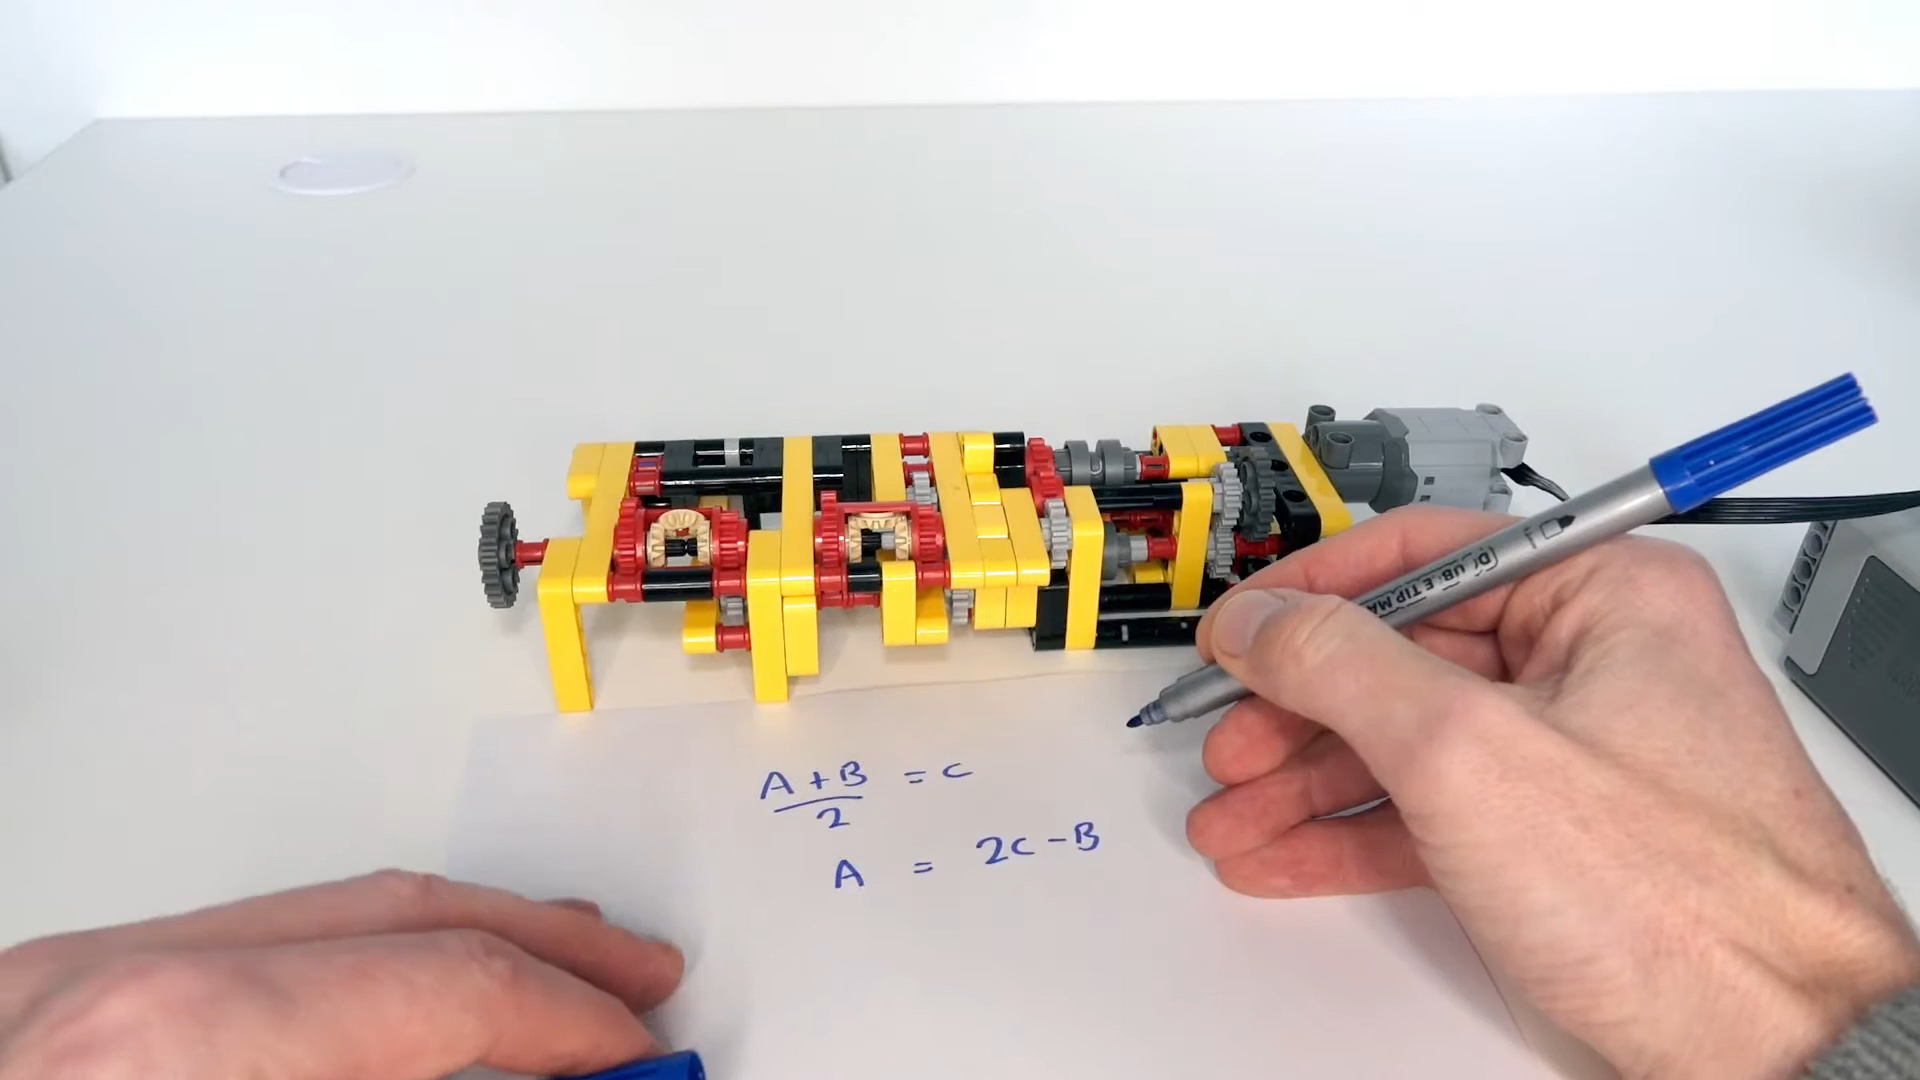 A + B = C
2
A = 2C - B
DOUBLE TIP MA